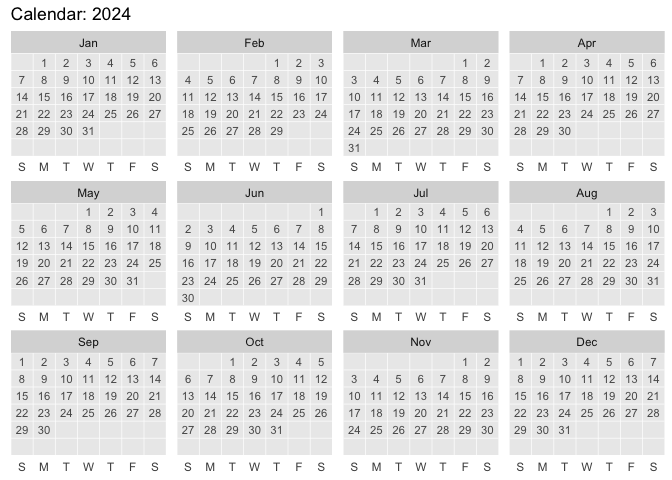 Calendar: 2024
Jan Feb Mar Apr
1 2 3 4 5 6 1 2 3 1 2 1 2 3 4 5 6
7 8 9 10 11 12 13 4 5 6 7 8 9 10 3 4 5 6 7 8 9 7 8 9 10 11 12 13
14 15 16 17 18 19 20 11 12 13 14 15 16 17 10 11 12 13 14 15 16 14 15 16 17 18 19 20
21 22 23 24 25 26 27 18 19 20 21 22 23 24 17 18 19 20 21 22 23 21 22 23 24 25 26 27
28 29 30 31 25 26 27 28 29 24 25 26 27 28 29 30 28 29 30
31
S M T W T F S S M T W T F S S M T W T F S S M T W T F S
May Jun Jul Aug
1 2 3 4 1 1 2 3 4 5 6 1 2 3
5 6 7 8 9 10 11 2 3 4 5 6 7 8 7 8 9 10 11 12 13 4 5 6 7 8 9 10
12 13 14 15 16 17 18 9 10 11 12 13 14 15 14 15 16 17 18 19 20 11 12 13 14 15 16 17
19 20 21 22 23 24 25 16 17 18 19 20 21 22 21 22 23 24 25 26 27 18 19 20 21 22 23 24
26 27 28 29 30 31 23 24 25 26 27 28 29 28 29 30 31 25 26 27 28 29 30 31
30
S M T W T F S S M T W T F S S M T W T F S S M T W T F S
Sep Oct Nov Dec
1 2 3 4 5 6 7 1 2 3 4 5 1 2 1 2 3 4 5 6 7
8 9 10 11 12 13 14 6 7 8 9 10 11 12 3 4 5 6 7 8 9 8 9 10 11 12 13 14
15 16 17 18 19 20 21 13 14 15 16 17 18 19 10 11 12 13 14 15 16 15 16 17 18 19 20 21
22 23 24 25 26 27 28 20 21 22 23 24 25 26 17 18 19 20 21 22 23 22 23 24 25 26 27 28
29 30 27 28 29 30 31 24 25 26 27 28 29 30 29 30 31
S M T W T F S S M T W T F S S M T W T F S S M T W T F S